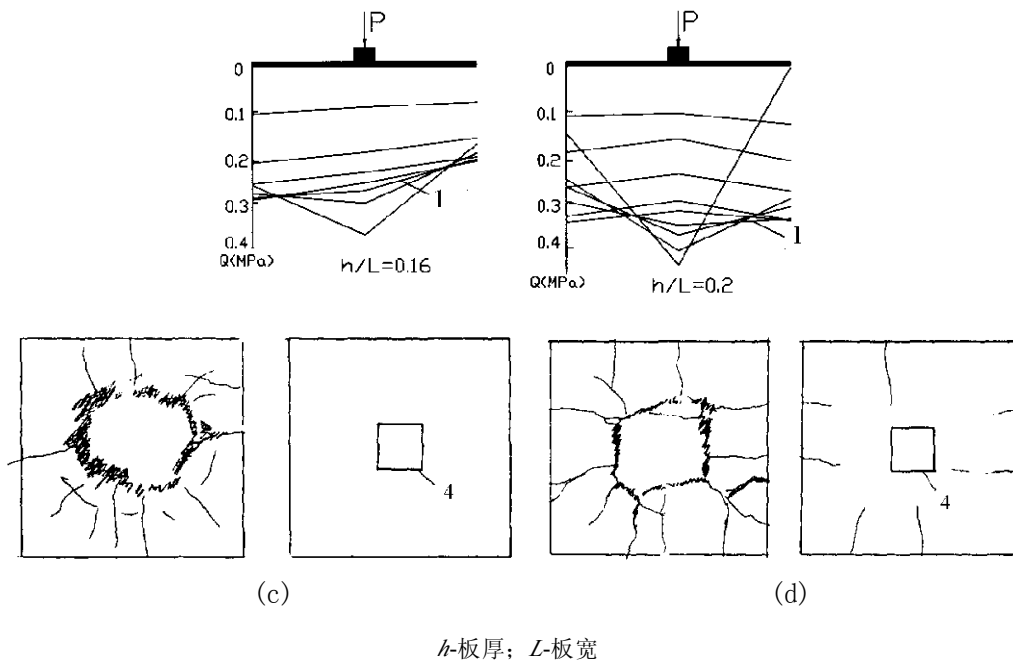 P
P
0
0.1
0.2
0.3
0.4
Q(MPa)
1
h/L=0.16
0
0.1
0.2
0.3
0.4
Q(MPa)
1
h/L=0.2
4
4
(c)
(d)
h-板厚；L-板宽